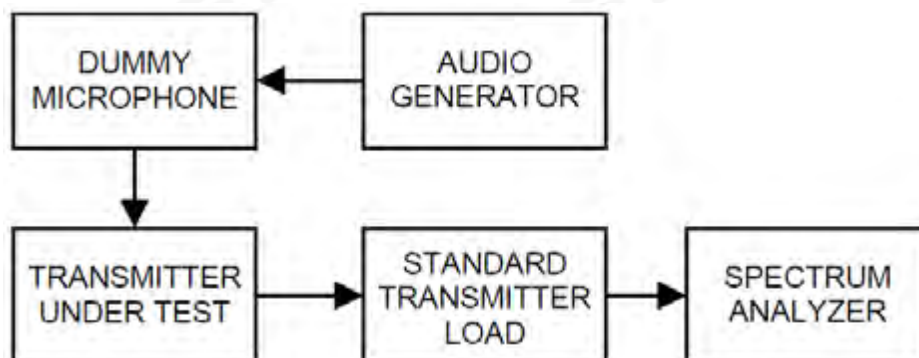 DUMMY
MICROPHONE
AUDIO
GENERATOR
TRANSMITTER
UNDER TEST
STANDARD
TRANSMITTER
LOAD
SPECTRUM
ANALYZER